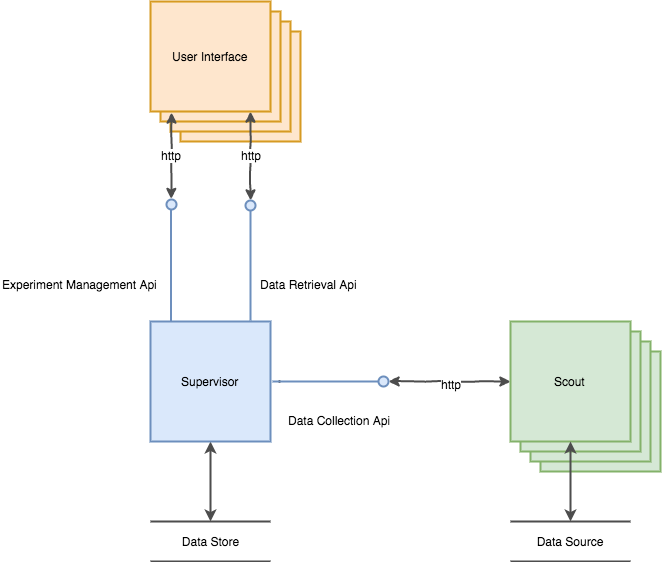 User Interface
http
http
Experiment Management Api
Data Retrieval Api
Supervisor
http
Scout
Data Collection Api
Data Store
Data Source